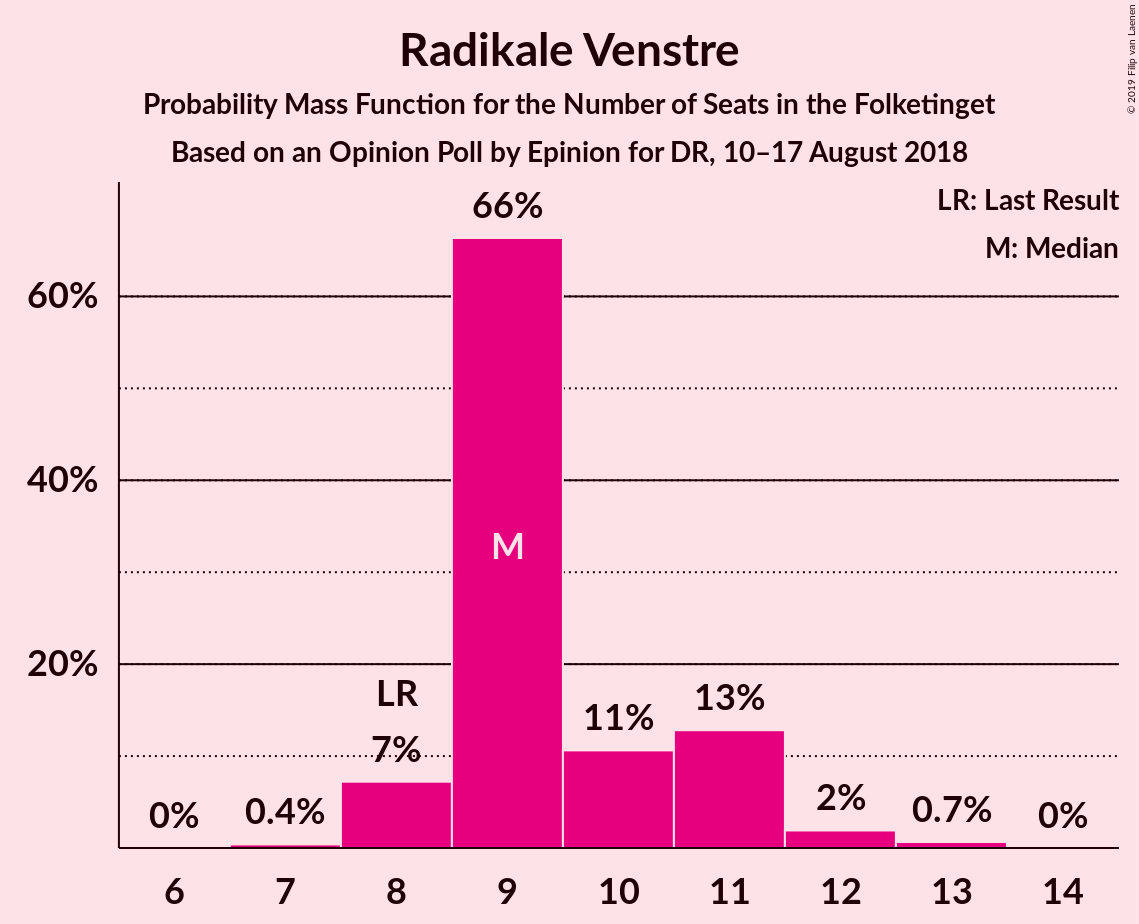 Radikale Venstre
Probability Mass Function for the Number of Seats in the Folketinget
Based on an Opinion Poll by Epinion for DR, 10–17 August 2018
© 2019 Filip van Laenen
LR: Last Result
M: Median
66%
60%
40%
20%
M
LR
7%
0%
0.4%
11%
13%
2%
0.7%
0%
6 7 8 9 10 11 12 13 14